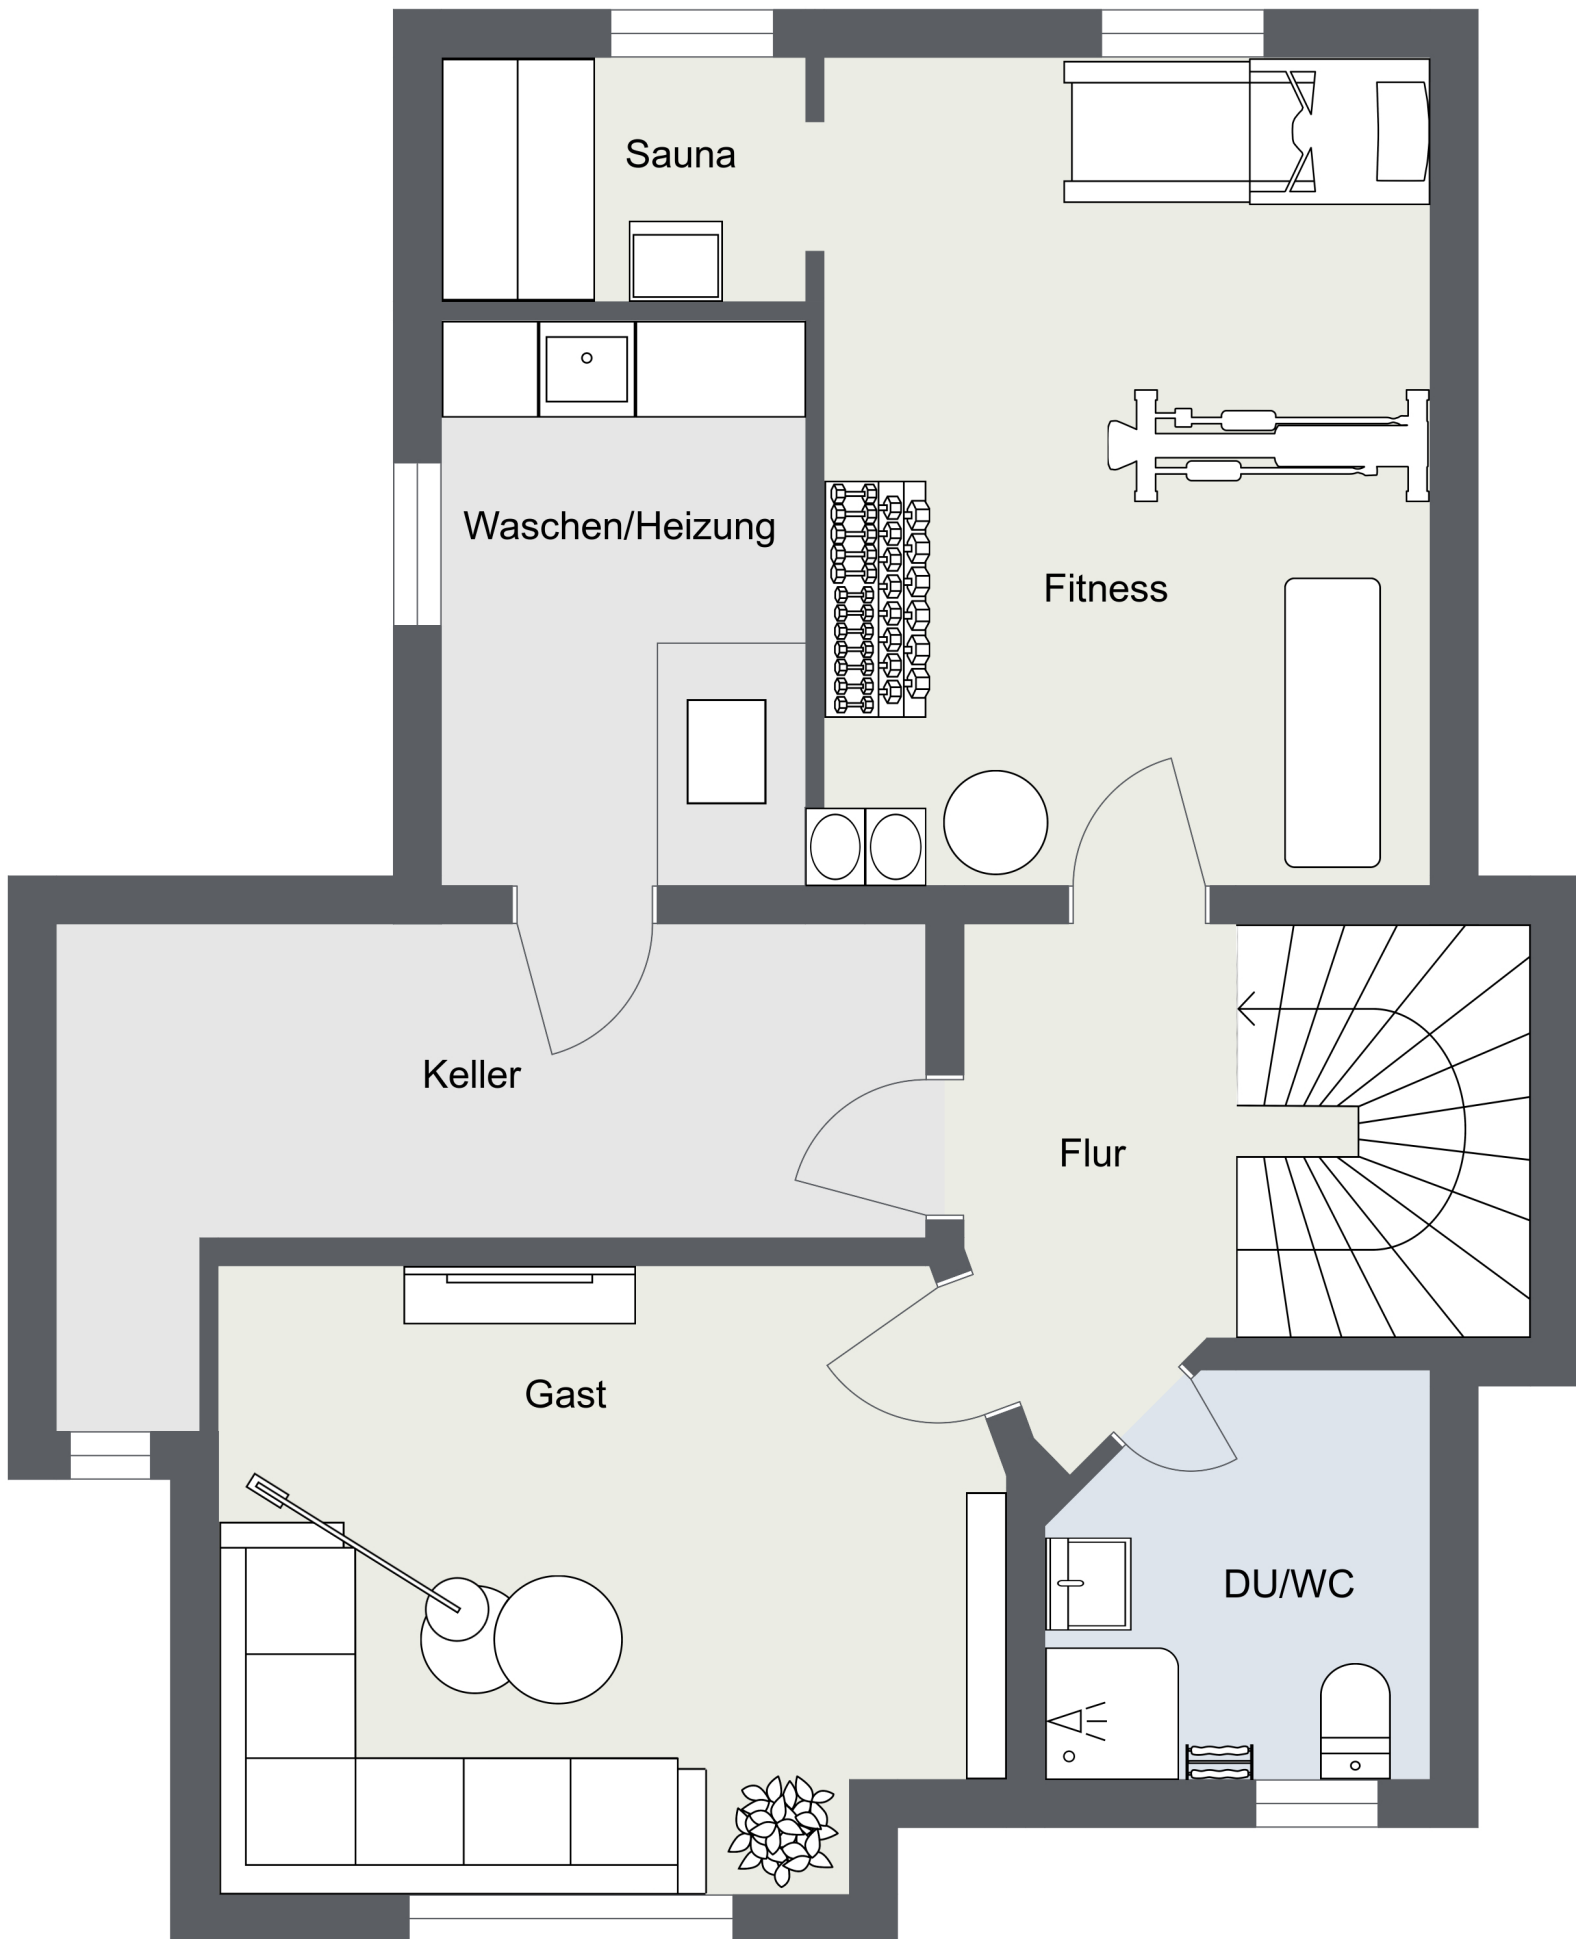 Sauna
Waschen/Heizung
Fitness
Keller
Flur
Gast
DU/WC